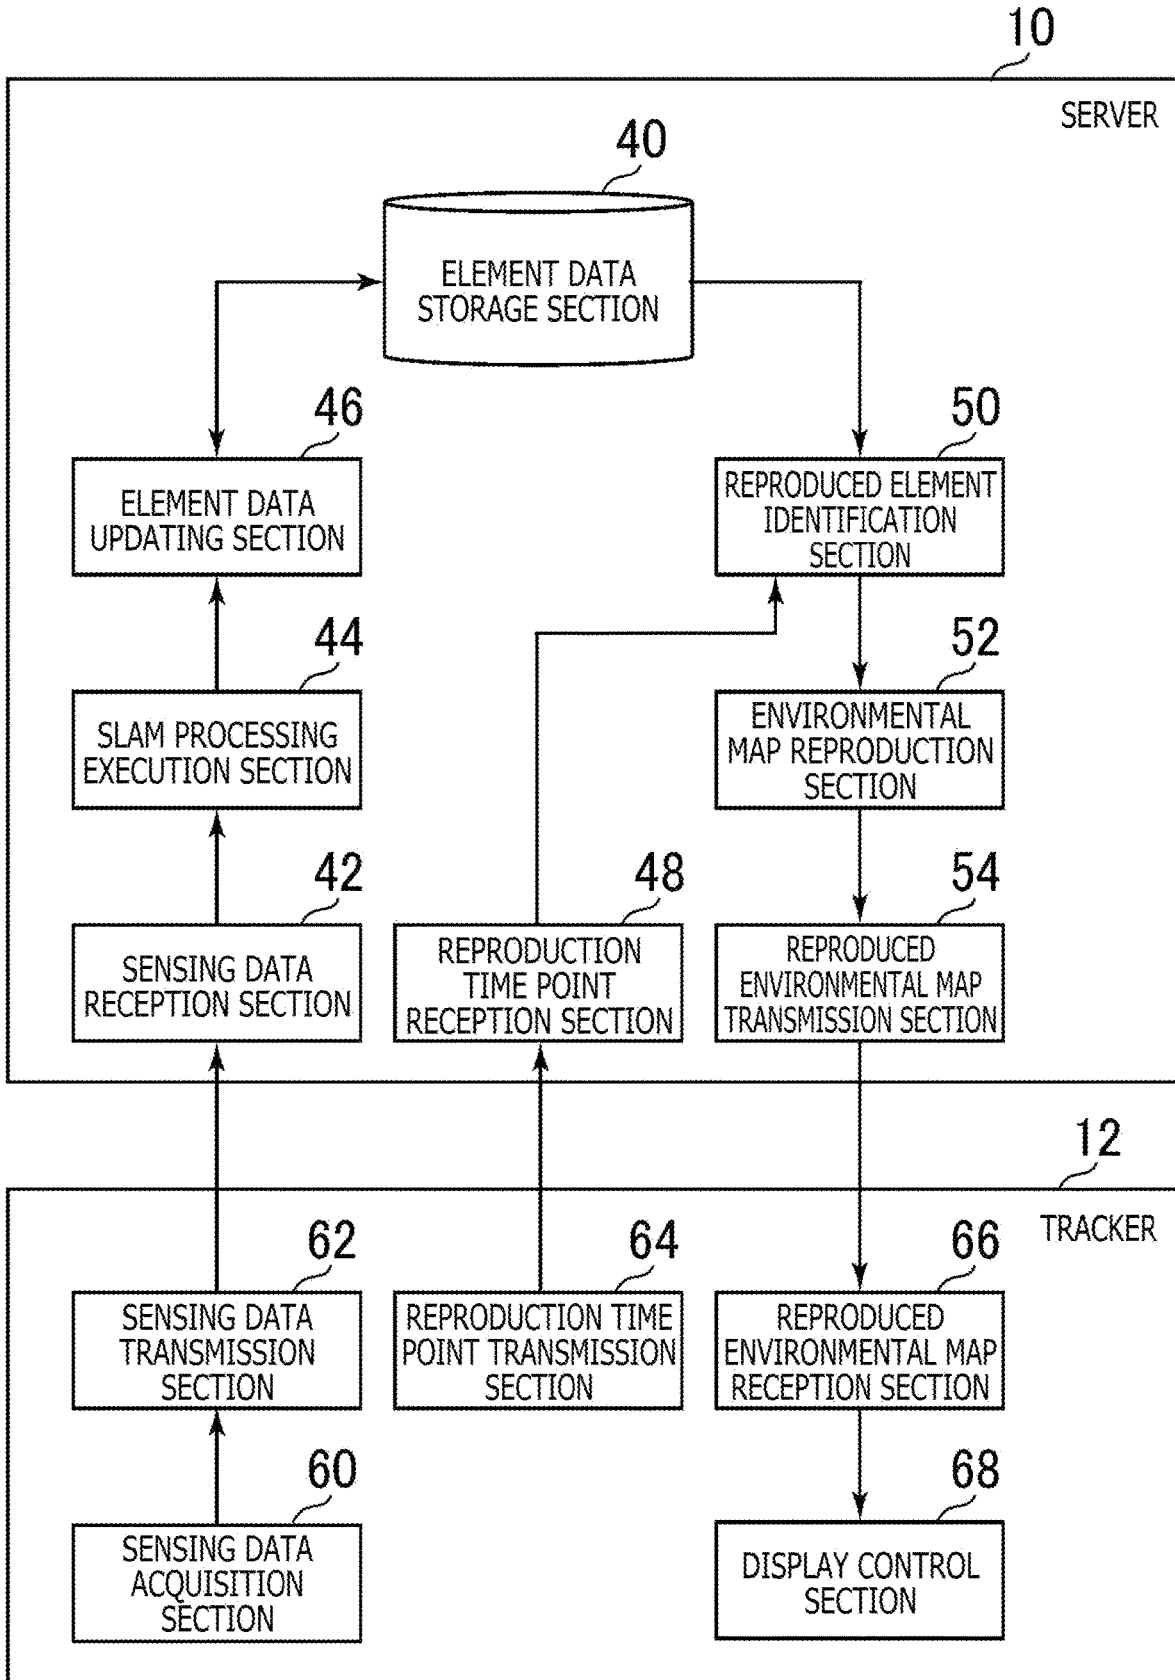 10
SERVER
40
ELEMENT DATA
STORAGE SECTION
46
ELEMENT DATA
UPDATING SECTION
50
REPRODUCED ELEMENT
IDENTIFICATION
SECTION
44
SLAM PROCESSING
EXECUTION SECTION
52
ENVIRONMENTAL
MAP REPRODUCTION
SECTION
42
SENSING DATA
RECEPTION SECTION
48
REPRODUCTION
TIME POINT
RECEPTION SECTION
54
REPRODUCED
ENVIRONMENTAL MAP
TRANSMISSION SECTION
12
TRACKER
62
SENSING DATA
TRANSMISSION
SECTION
64
REPRODUCTION TIME
POINT TRANSMISSION
SECTION
66
REPRODUCED
ENVIRONMENTAL MAP
RECEPTION SECTION
60
SENSING DATA
ACQUISITION
SECTION
68
DISPLAY CONTROL
SECTION